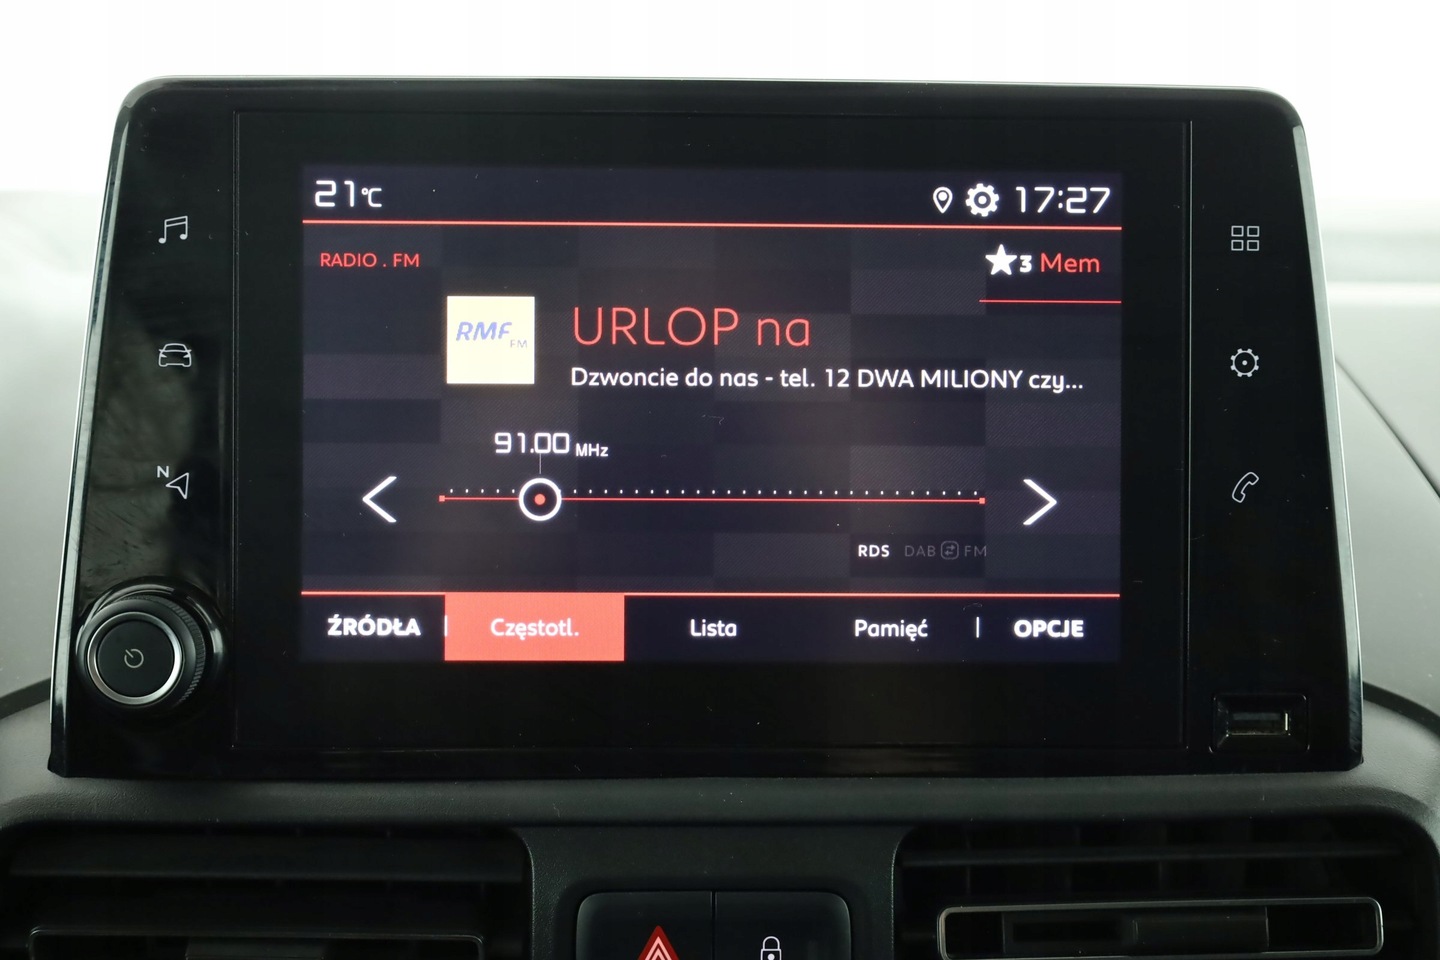 21°C
17:27
RADIO . FM
3 Mem
RMF
FM
URLOP na
Dzwoncie do nas - tel. 12 DWA MILIONY czy...
91.00 MHz
N
RDS DAB FM
ŹRÓDŁA Częstotl. Lista Pamięć OPCJE